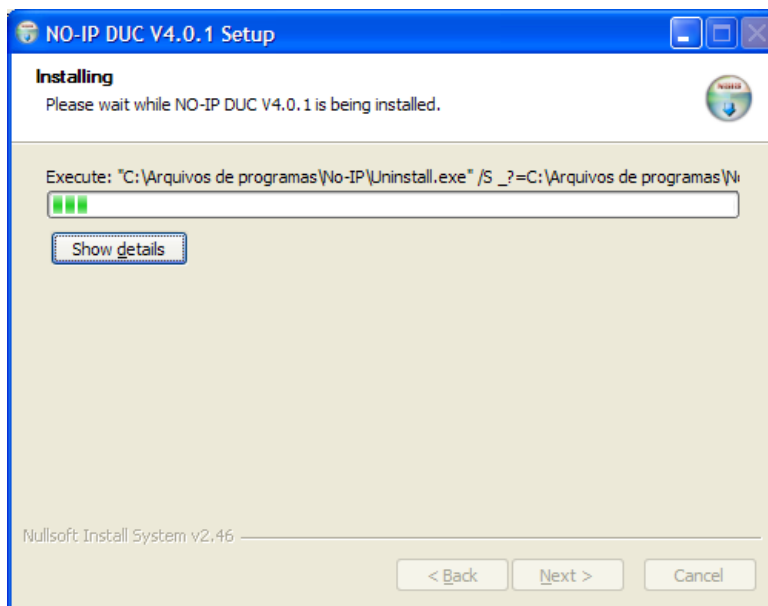 NO-IP DUC V4.0.1 Setup
Installing
Please wait while NO-IP DUC V4.0.1 is being installed.
Execute: "C:\Arquivos de programas\No-IP\Uninstall.exe" /S _?=C:\Arquivos de programas\
Show details
Nullsoft Install System v2.46
< Back
Next >
Cancel